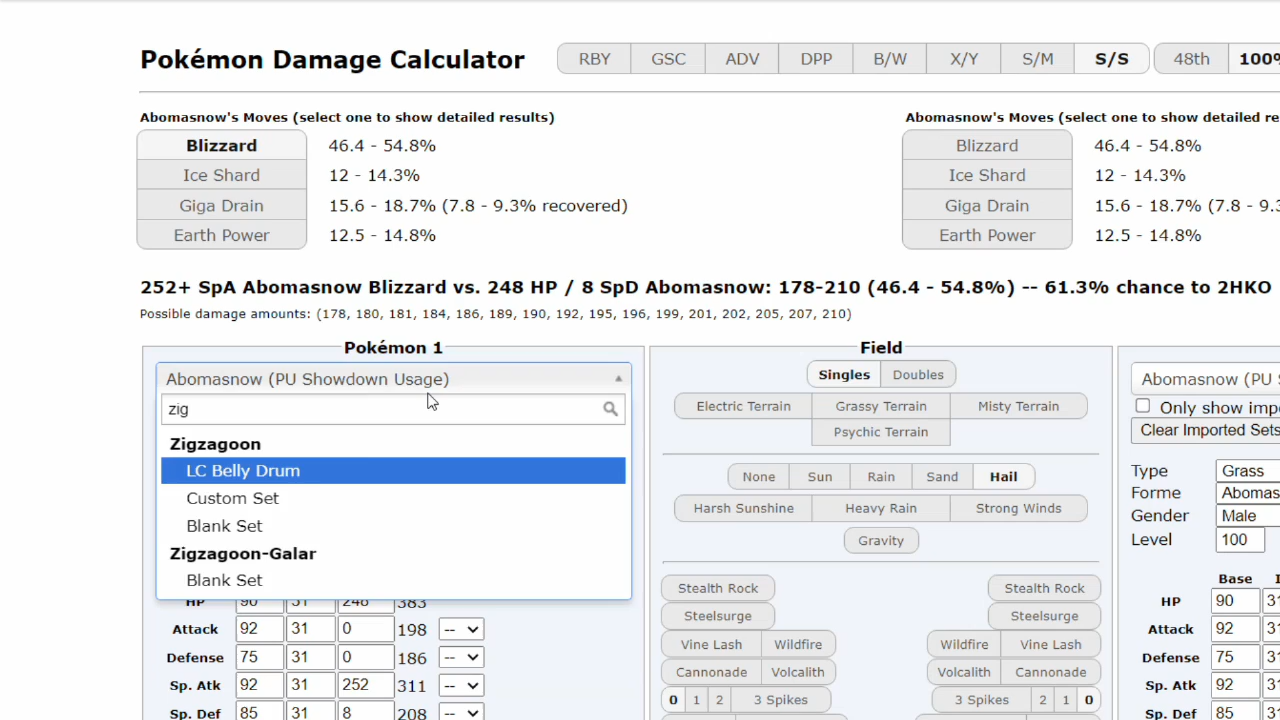 Pokémon Damage Calculator
RBY GSC ADV DPP B/W X/Y S/M S/S 48th 100%
Abomasnow's Moves (select one to show detailed results)
Blizzard 46.4 - 54.8%
Ice Shard 12 - 14.3%
Giga Drain 15.6 - 18.7% (7.8 - 9.3% recovered)
Earth Power 12.5 - 14.8%
Abomasnow's Moves (select one to show detailed re
Blizzard 46.4 - 54.8%
Ice Shard 12 - 14.3%
Giga Drain 15.6 - 18.7% (7.8 - 9.3
Earth Power 12.5 - 14.8%
252+ SpA Abomasnow Blizzard vs. 248 HP / 8 SpD Abomasnow: 178-210 (46.4 - 54.8%) -- 61.3% chance to 2HKO
Possible damage amounts: (178, 180, 181, 184, 186, 189, 190, 192, 195, 196, 199, 201, 202, 205, 207, 210)
Pokémon 1
Abomasnow (PU Showdown Usage)
zig
Zigzagoon
LC Belly Drum
Custom Set
Blank Set
Zigzagoon-Galar
Blank Set
HP 90 31 248 383
Attack 92 31 0 198 --
Defense 75 31 0 186 --
Sp. Atk 92 31 252 311 --
Sp. Def 85 31 8 208 --
Field
Singles Doubles
Electric Terrain Grassy Terrain Misty Terrain
Psychic Terrain
None Sun Rain Sand Hail
Harsh Sunshine Heavy Rain Strong Winds
Gravity
Stealth Rock Stealth Rock
Steelsurge Steelsurge
Vine Lash Wildfire Wildfire Vine Lash
Cannonade Volcalith Volcalith Cannonade
0 1 2 3 Spikes 3 Spikes 2 1 0
Abomasnow (PU S
Only show impo
Clear Imported Sets
Type Grass
Forme Abomas
Gender Male
Level 100
Base I
HP 90 31
Attack 92 31
Defense 75 31
Sp. Atk 92 31
Sp. Def 85 31